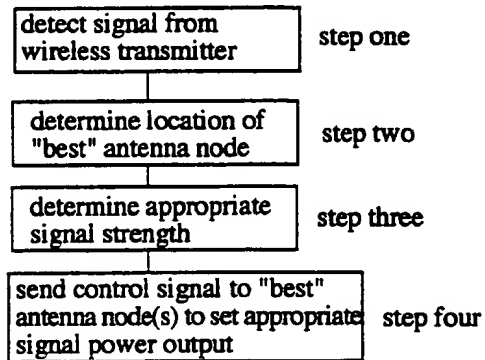 detect signal from
wireless transmitter
step one
determine location of
"best" antenna node
step two
determine appropriate
signal strength
step three
send control signal to "best"
antenna node(s) to set appropriate
signal power output
step four